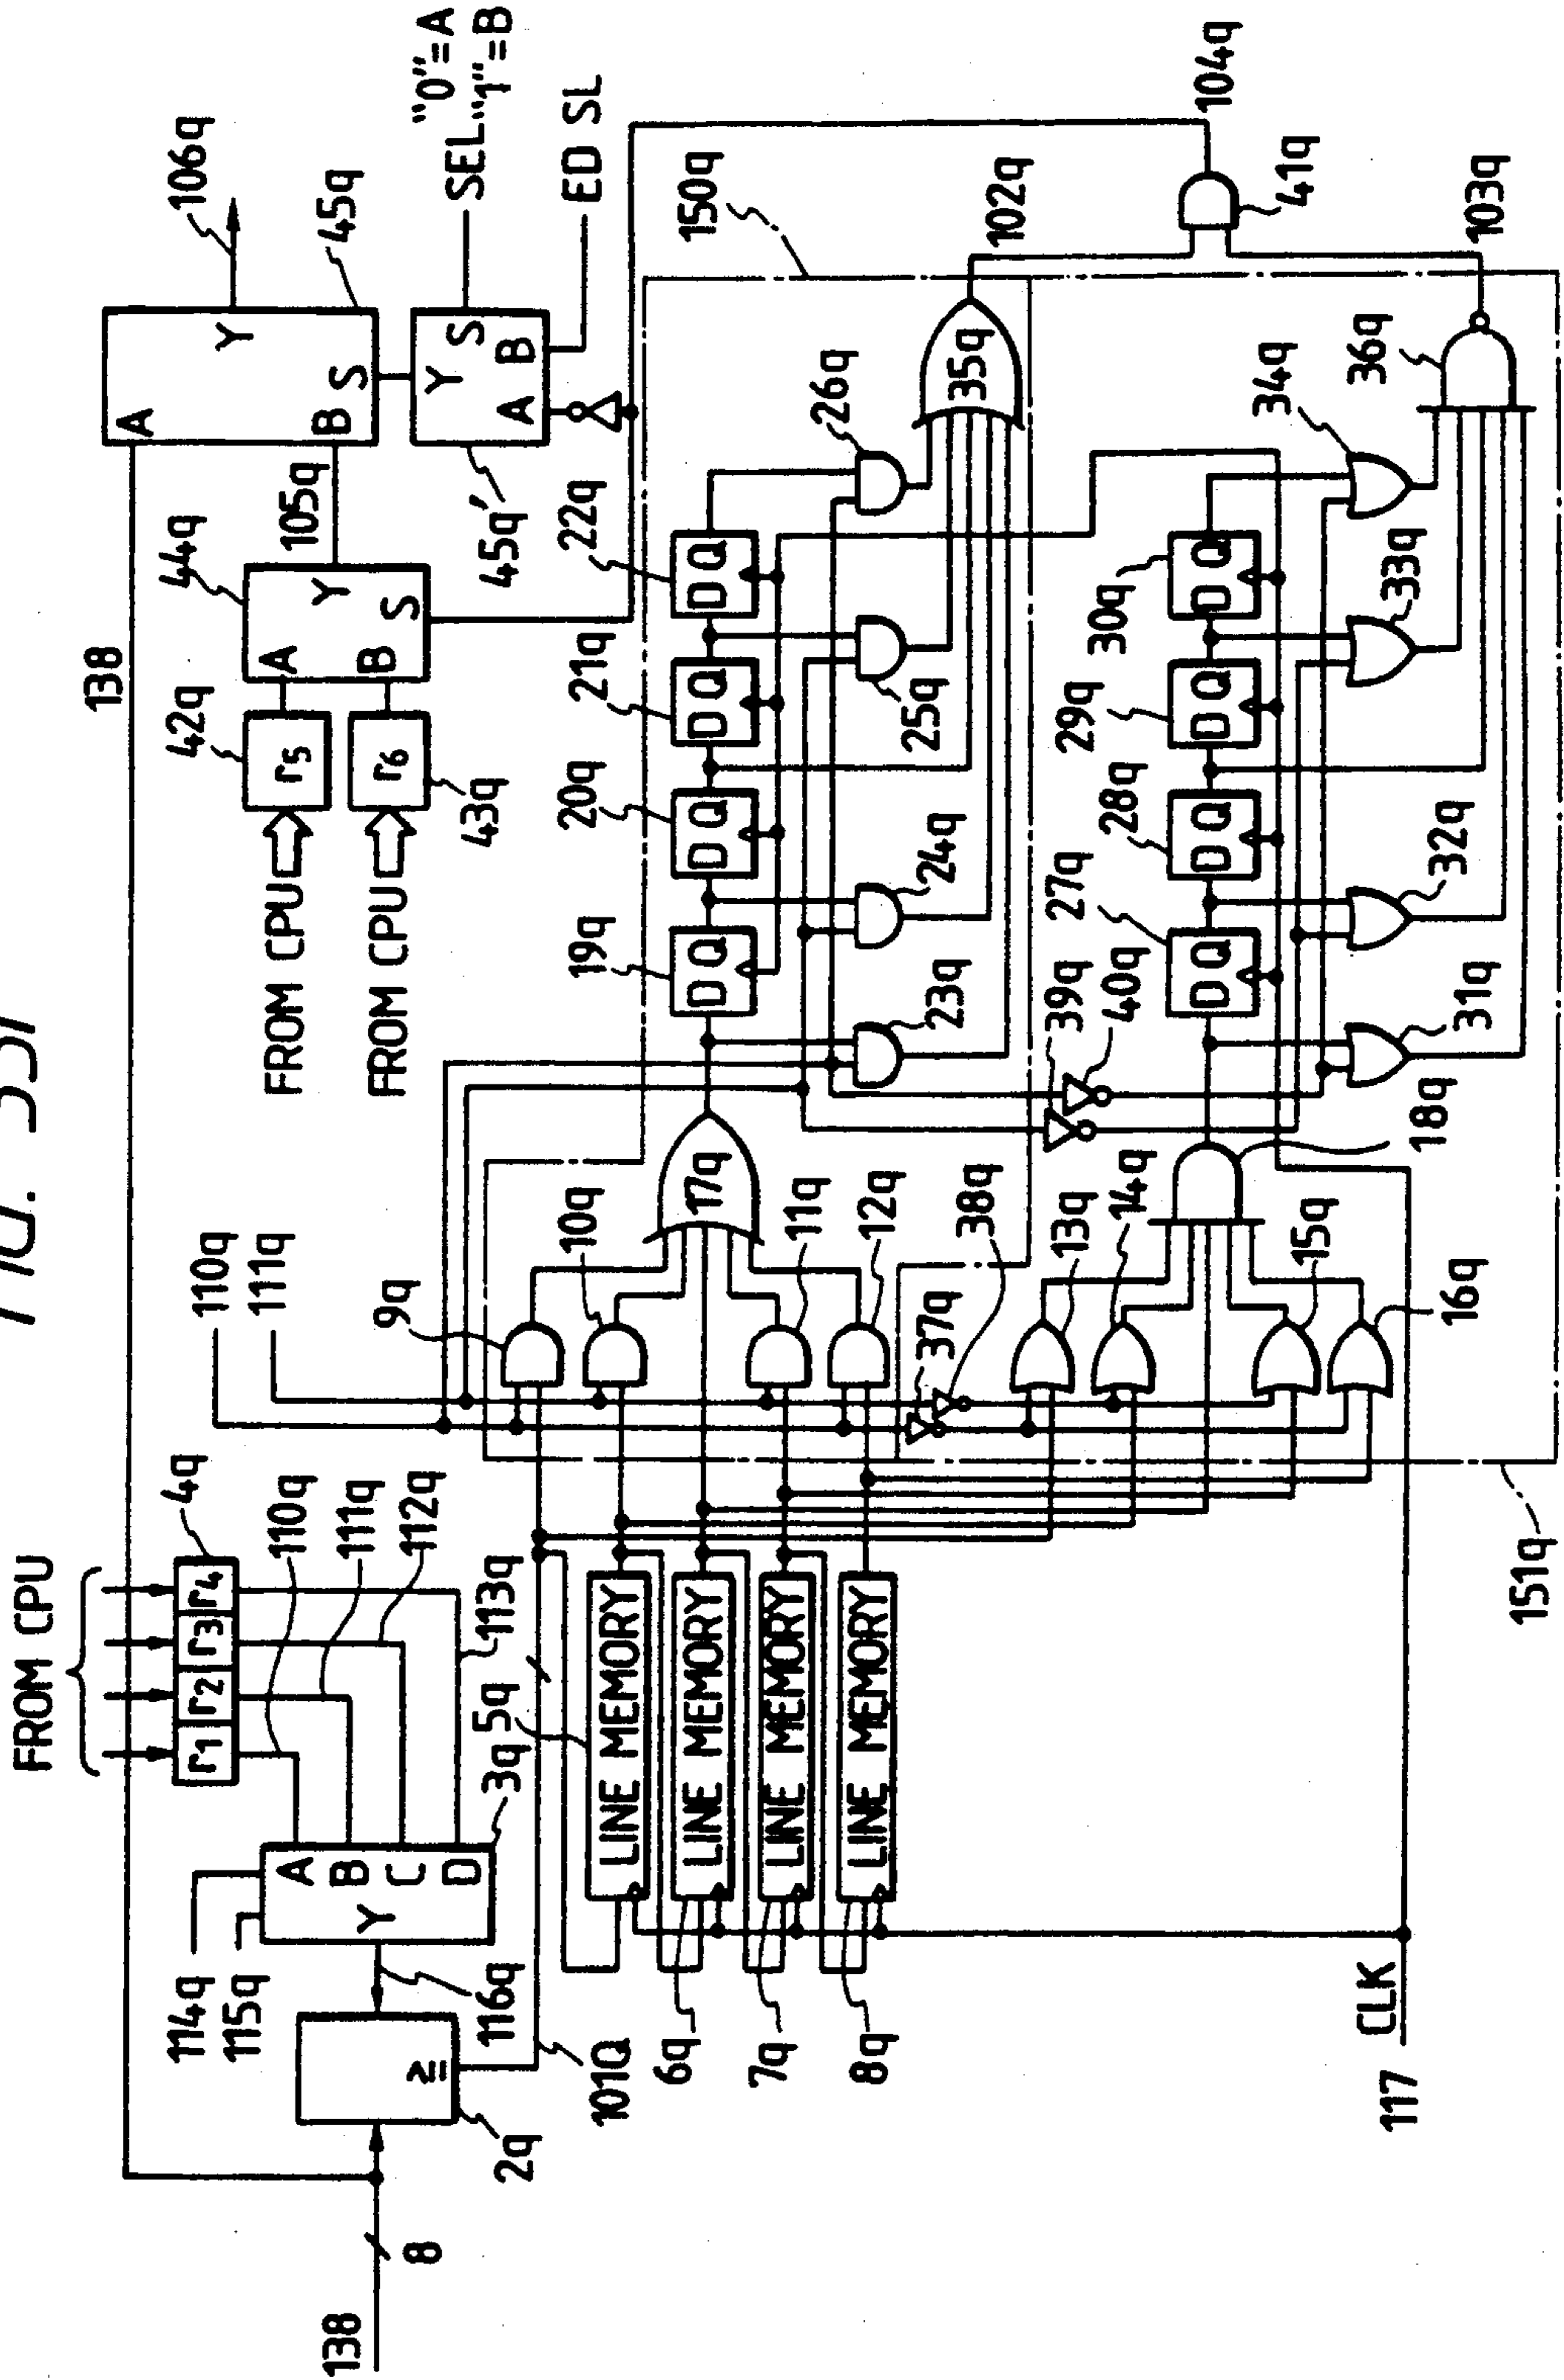 138
106q
FROM CPU
110q
111q
A
Y
45q
44q
B
S
SEL "0"=A
"1"=B
r1
r2
r3
r4
4q
42q
r5
A
Y
105q
Y
S
114q
110q
FROM CPU
r6
B
S
A
B
115q
A
B
C
D
Y
111q
FROM CPU
43q
45q'
ED SL
≥
116q
3q
112q
113q
138
8
2q
101Q
5q
9q
19q
20q
21q
22q
150q
LINE MEMORY
10q
D Q
D Q
D Q
D Q
6q
LINE MEMORY
17q
26q
7q
LINE MEMORY
11q
23q
24q
25q
35q
102q
8q
LINE MEMORY
12q
37q
38q
39q
40q
13q
27q
28q
29q
30q
104q
14q
D Q
D Q
D Q
D Q
41q
15q
18q
34q
16q
31q
32q
33q
36q
103q
117
CLK
151q